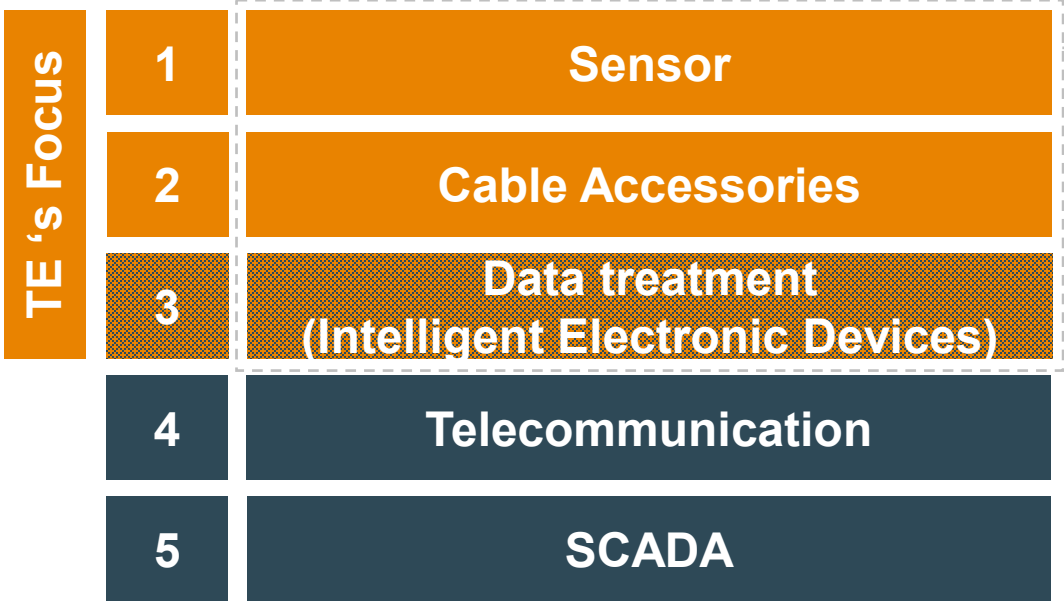 TE ‘s Focus
1
Sensor
2
Cable Accessories
3
Data treatment
(Intelligent Electronic Devices)
4
Telecommunication
5
SCADA